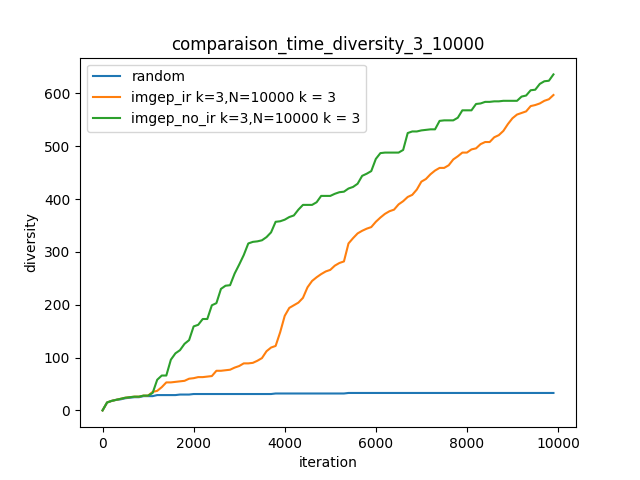 comparaison_time_diversity_3_10000
random
imgep_ir k=3,N=10000 k = 3
imgep_no_ir k=3,N=10000 k = 3
diversity
600
500
400
300
200
100
0
0 2000 4000 6000 8000 10000
iteration